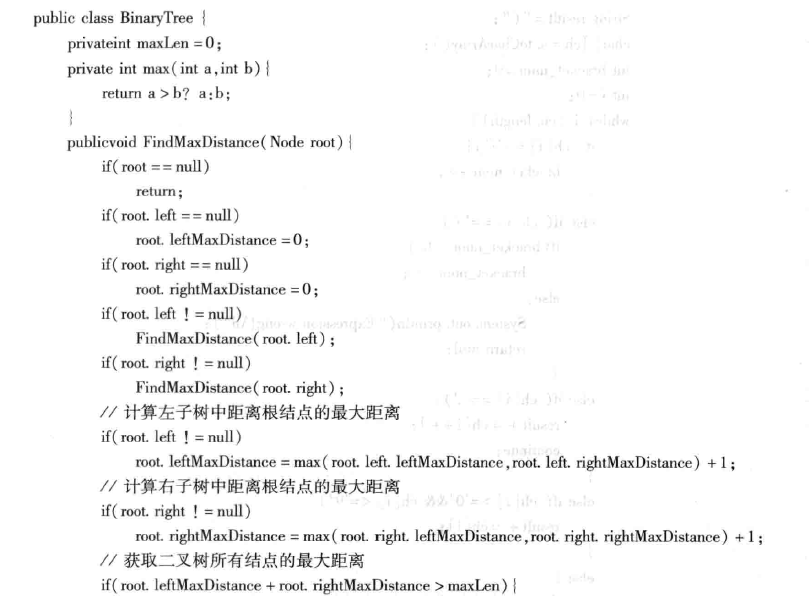 public class BinaryTree {
privateint maxLen =0;
private int max( int a,int b) {
return a > b? a:b;
}
publicvoid FindMaxDistance( Node root) {
if( root == null)
return;
if( root. left == null)
root. leftMaxDistance =0;
if( root. right == null)
root. rightMaxDistance =0;
if( root. left ! = null)
FindMaxDistance( root. left) ;
if( root. right ! = null)
FindMaxDistance( root. right) ;
// 计算左子树中距离根结点的最大距离
if( root. left ! = null)
root. leftMaxDistance = max( root. left. leftMaxDistance,root. left. rightMaxDistance) +1;
// 计算右子树中距离根结点的最大距离
if( root. right ! = null)
root. rightMaxDistance = max( root. right. leftMaxDistance,root. right. rightMaxDistance) +1;
// 获取二叉树所有结点的最大距离
if( root. leftMaxDistance + root. rightMaxDistance > maxLen) {